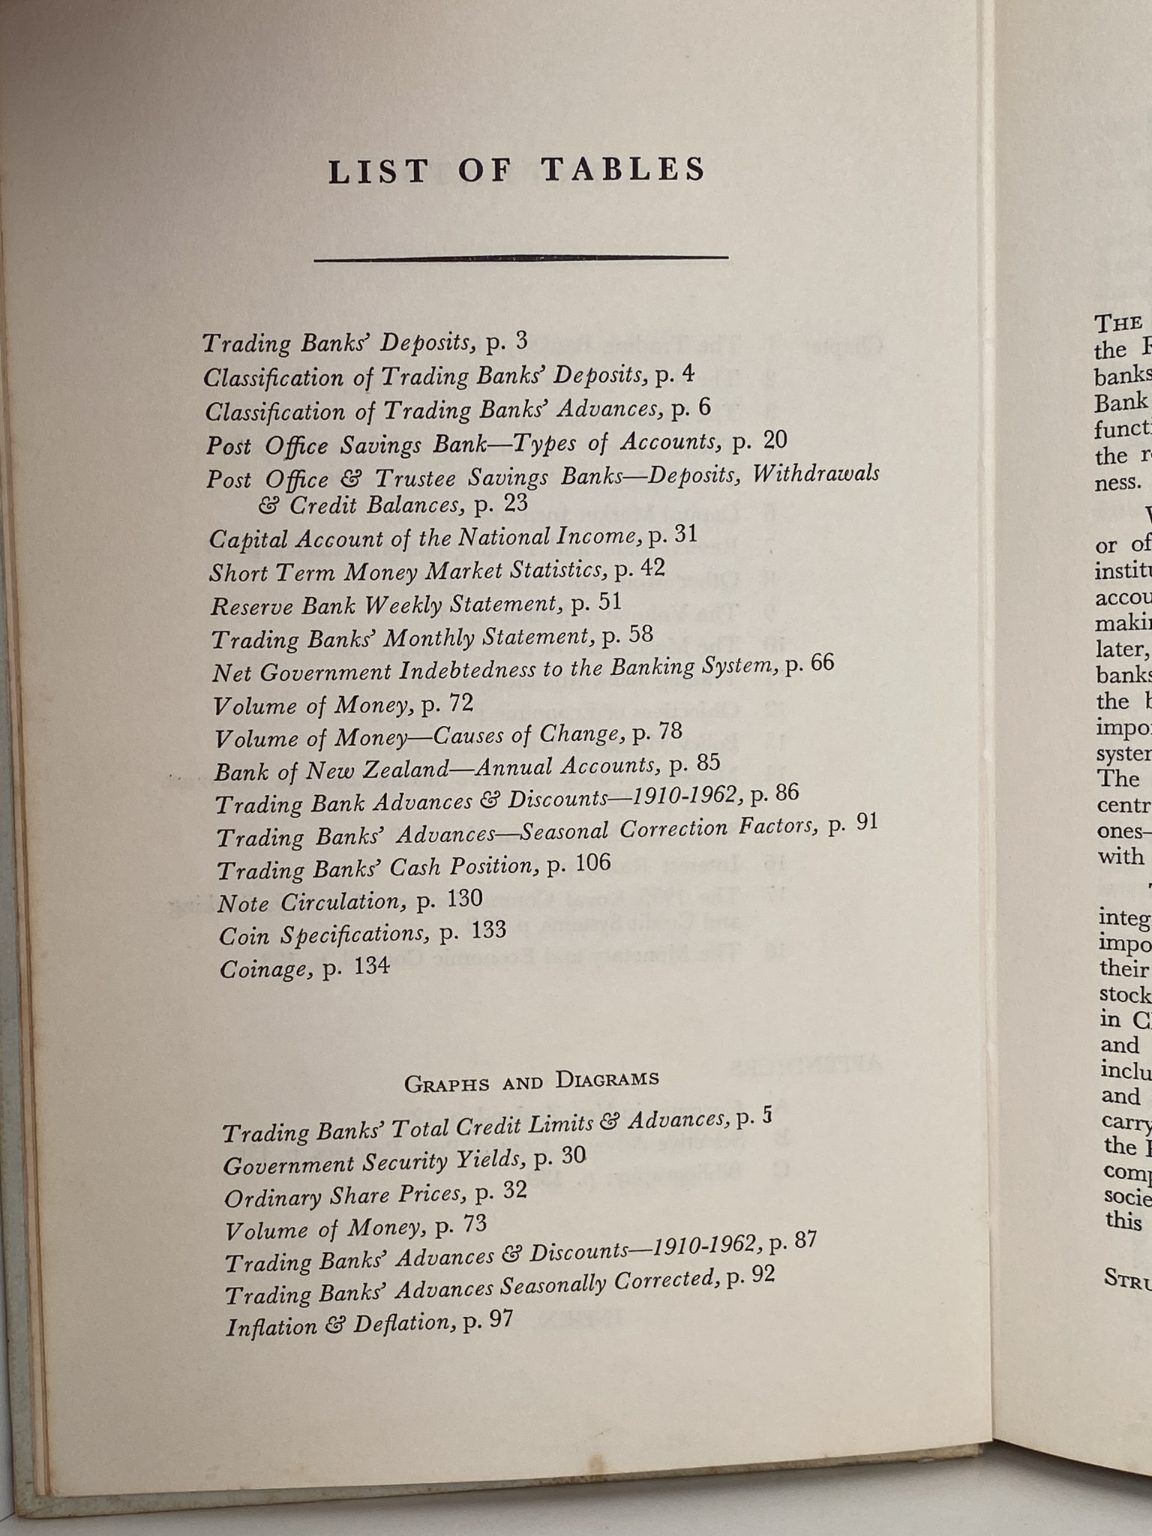 LIST OF TABLES
Trading Banks' Deposits, p. 3
Classification of Trading Banks' Deposits, p. 4
Classification of Trading Banks' Advances, p. 6
Post Office Savings Bank—Types of Accounts, p. 20
Post Office & Trustee Savings Banks—Deposits, Withdrawals
& Credit Balances, p. 23
Capital Account of the National Income, p. 31
Short Term Money Market Statistics, p. 42
Reserve Bank Weekly Statement, p. 51
Trading Banks' Monthly Statement, p. 58
Net Government Indebtedness to the Banking System, p. 66
Volume of Money, p. 72
Volume of Money—Causes of Change, p. 78
Bank of New Zealand—Annual Accounts, p. 85
Trading Bank Advances & Discounts—1910-1962, p. 86
Trading Banks' Advances—Seasonal Correction Factors, p. 91
Trading Banks' Cash Position, p. 106
Note Circulation, p. 130
Coin Specifications, p. 133
Coinage, p. 134
GRAPHS AND DIAGRAMS
Trading Banks' Total Credit Limits & Advances, p. 5
Government Security Yields, p. 30
Ordinary Share Prices, p. 32
Volume of Money, p. 73
Trading Banks' Advances & Discounts—1910-1962, p. 87
Trading Banks' Advances Seasonally Corrected, p. 92
Inflation & Deflation, p. 97
THE
the
banks
Bank
the
ness.
or of
later,
banks
the
The
ones—
with
their
stock
in
and
and
the
this